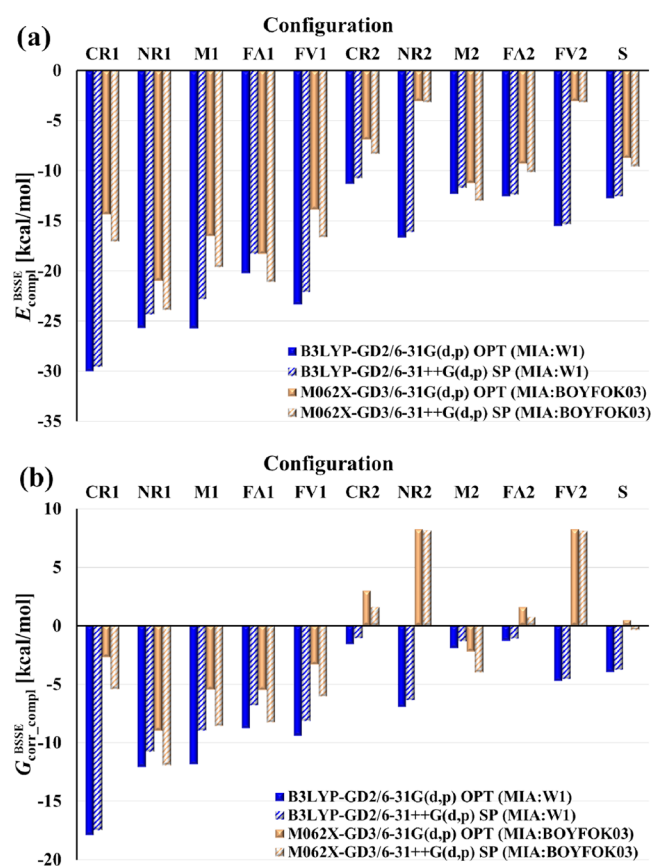 (a)
Configuration
CR1 NR1 M1 FA1 FV1 CR2 NR2 M2 FA2 FV2 S
0
-5
-10
-15
-20
-25
-30
-35
E^BSSE_compl [kcal/mol]
B3LYP-GD2/6-31G(d,p) OPT (MIA:W1)
B3LYP-GD2/6-31++G(d,p) SP (MIA:W1)
M062X-GD3/6-31G(d,p) OPT (MIA:BOYFOK03)
M062X-GD3/6-31++G(d,p) SP (MIA:BOYFOK03)
(b)
Configuration
CR1 NR1 M1 FA1 FV1 CR2 NR2 M2 FA2 FV2 S
10
5
0
-5
-10
-15
-20
G^BSSE_corr_compl [kcal/mol]
B3LYP-GD2/6-31G(d,p) OPT (MIA:W1)
B3LYP-GD2/6-31++G(d,p) SP (MIA:W1)
M062X-GD3/6-31G(d,p) OPT (MIA:BOYFOK03)
M062X-GD3/6-31++G(d,p) SP (MIA:BOYFOK03)